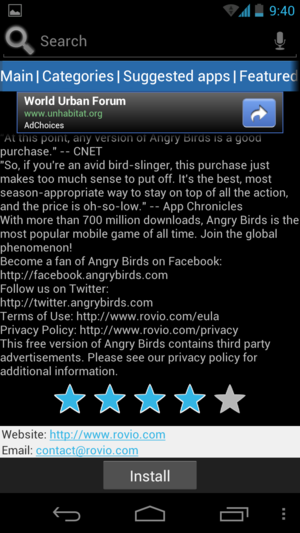 9:40
Search
Main | Categories | Suggested apps | Featured
World Urban Forum
www.unhabitat.org
AdChoices
"At this point, any version of Angry Birds is a good
purchase." -- CNET
"So, if you're an avid bird-slinger, this purchase just
makes too much sense to put off. It's the best, most
season-appropriate way to stay on top of all the action,
and the price is oh-so-low." -- App Chronicles
With more than 700 million downloads, Angry Birds is the
most popular mobile game of all time. Join the global
phenomenon!
Become a fan of Angry Birds on Facebook:
http://facebook.angrybirds.com
Follow us on Twitter:
http://twitter.angrybirds.com
Terms of Use: http://www.rovio.com/eula
Privacy Policy: http://www.rovio.com/privacy
This free version of Angry Birds contains third party
advertisements. Please see our privacy policy for
additional information.
Website: http://www.rovio.com
Email: contact@rovio.com
Install